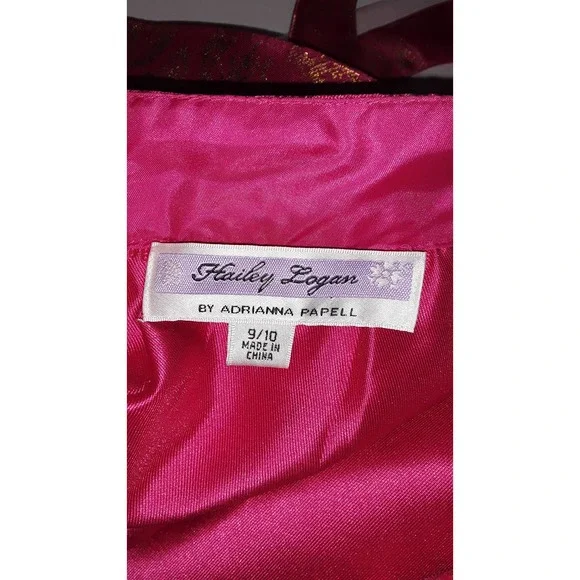 Hailey Logan
BY ADRIANNA PAPELL
9/10
MADE IN
CHINA